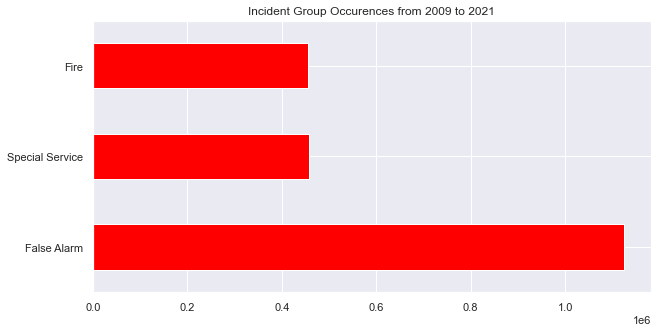 Incident Group Occurences from 2009 to 2021
Fire
Special Service
False Alarm
0.0 0.2 0.4 0.6 0.8 1.0
1e6